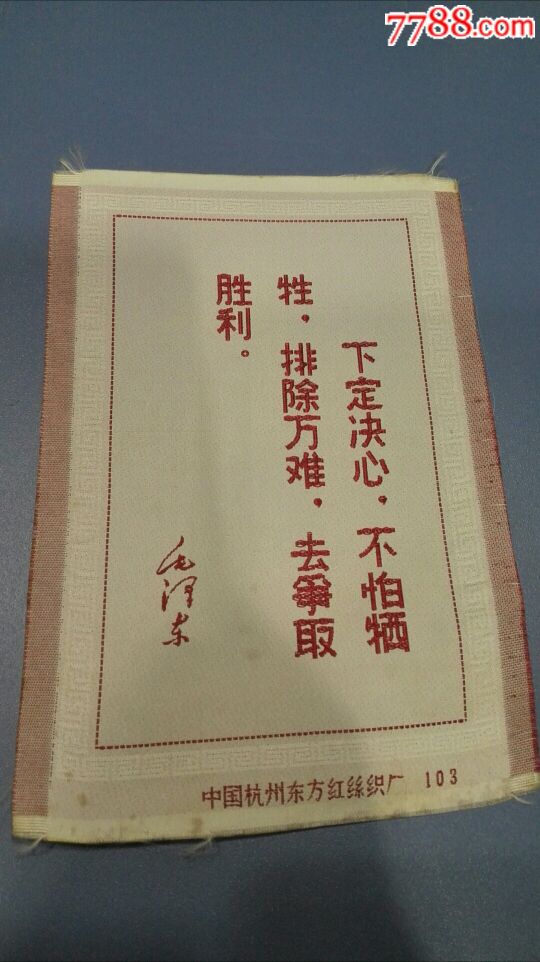 7788.com
下定决心，不怕牺
牲，排除万难，去争取
胜利。
毛泽东
中国杭州东方红絲织厂 103